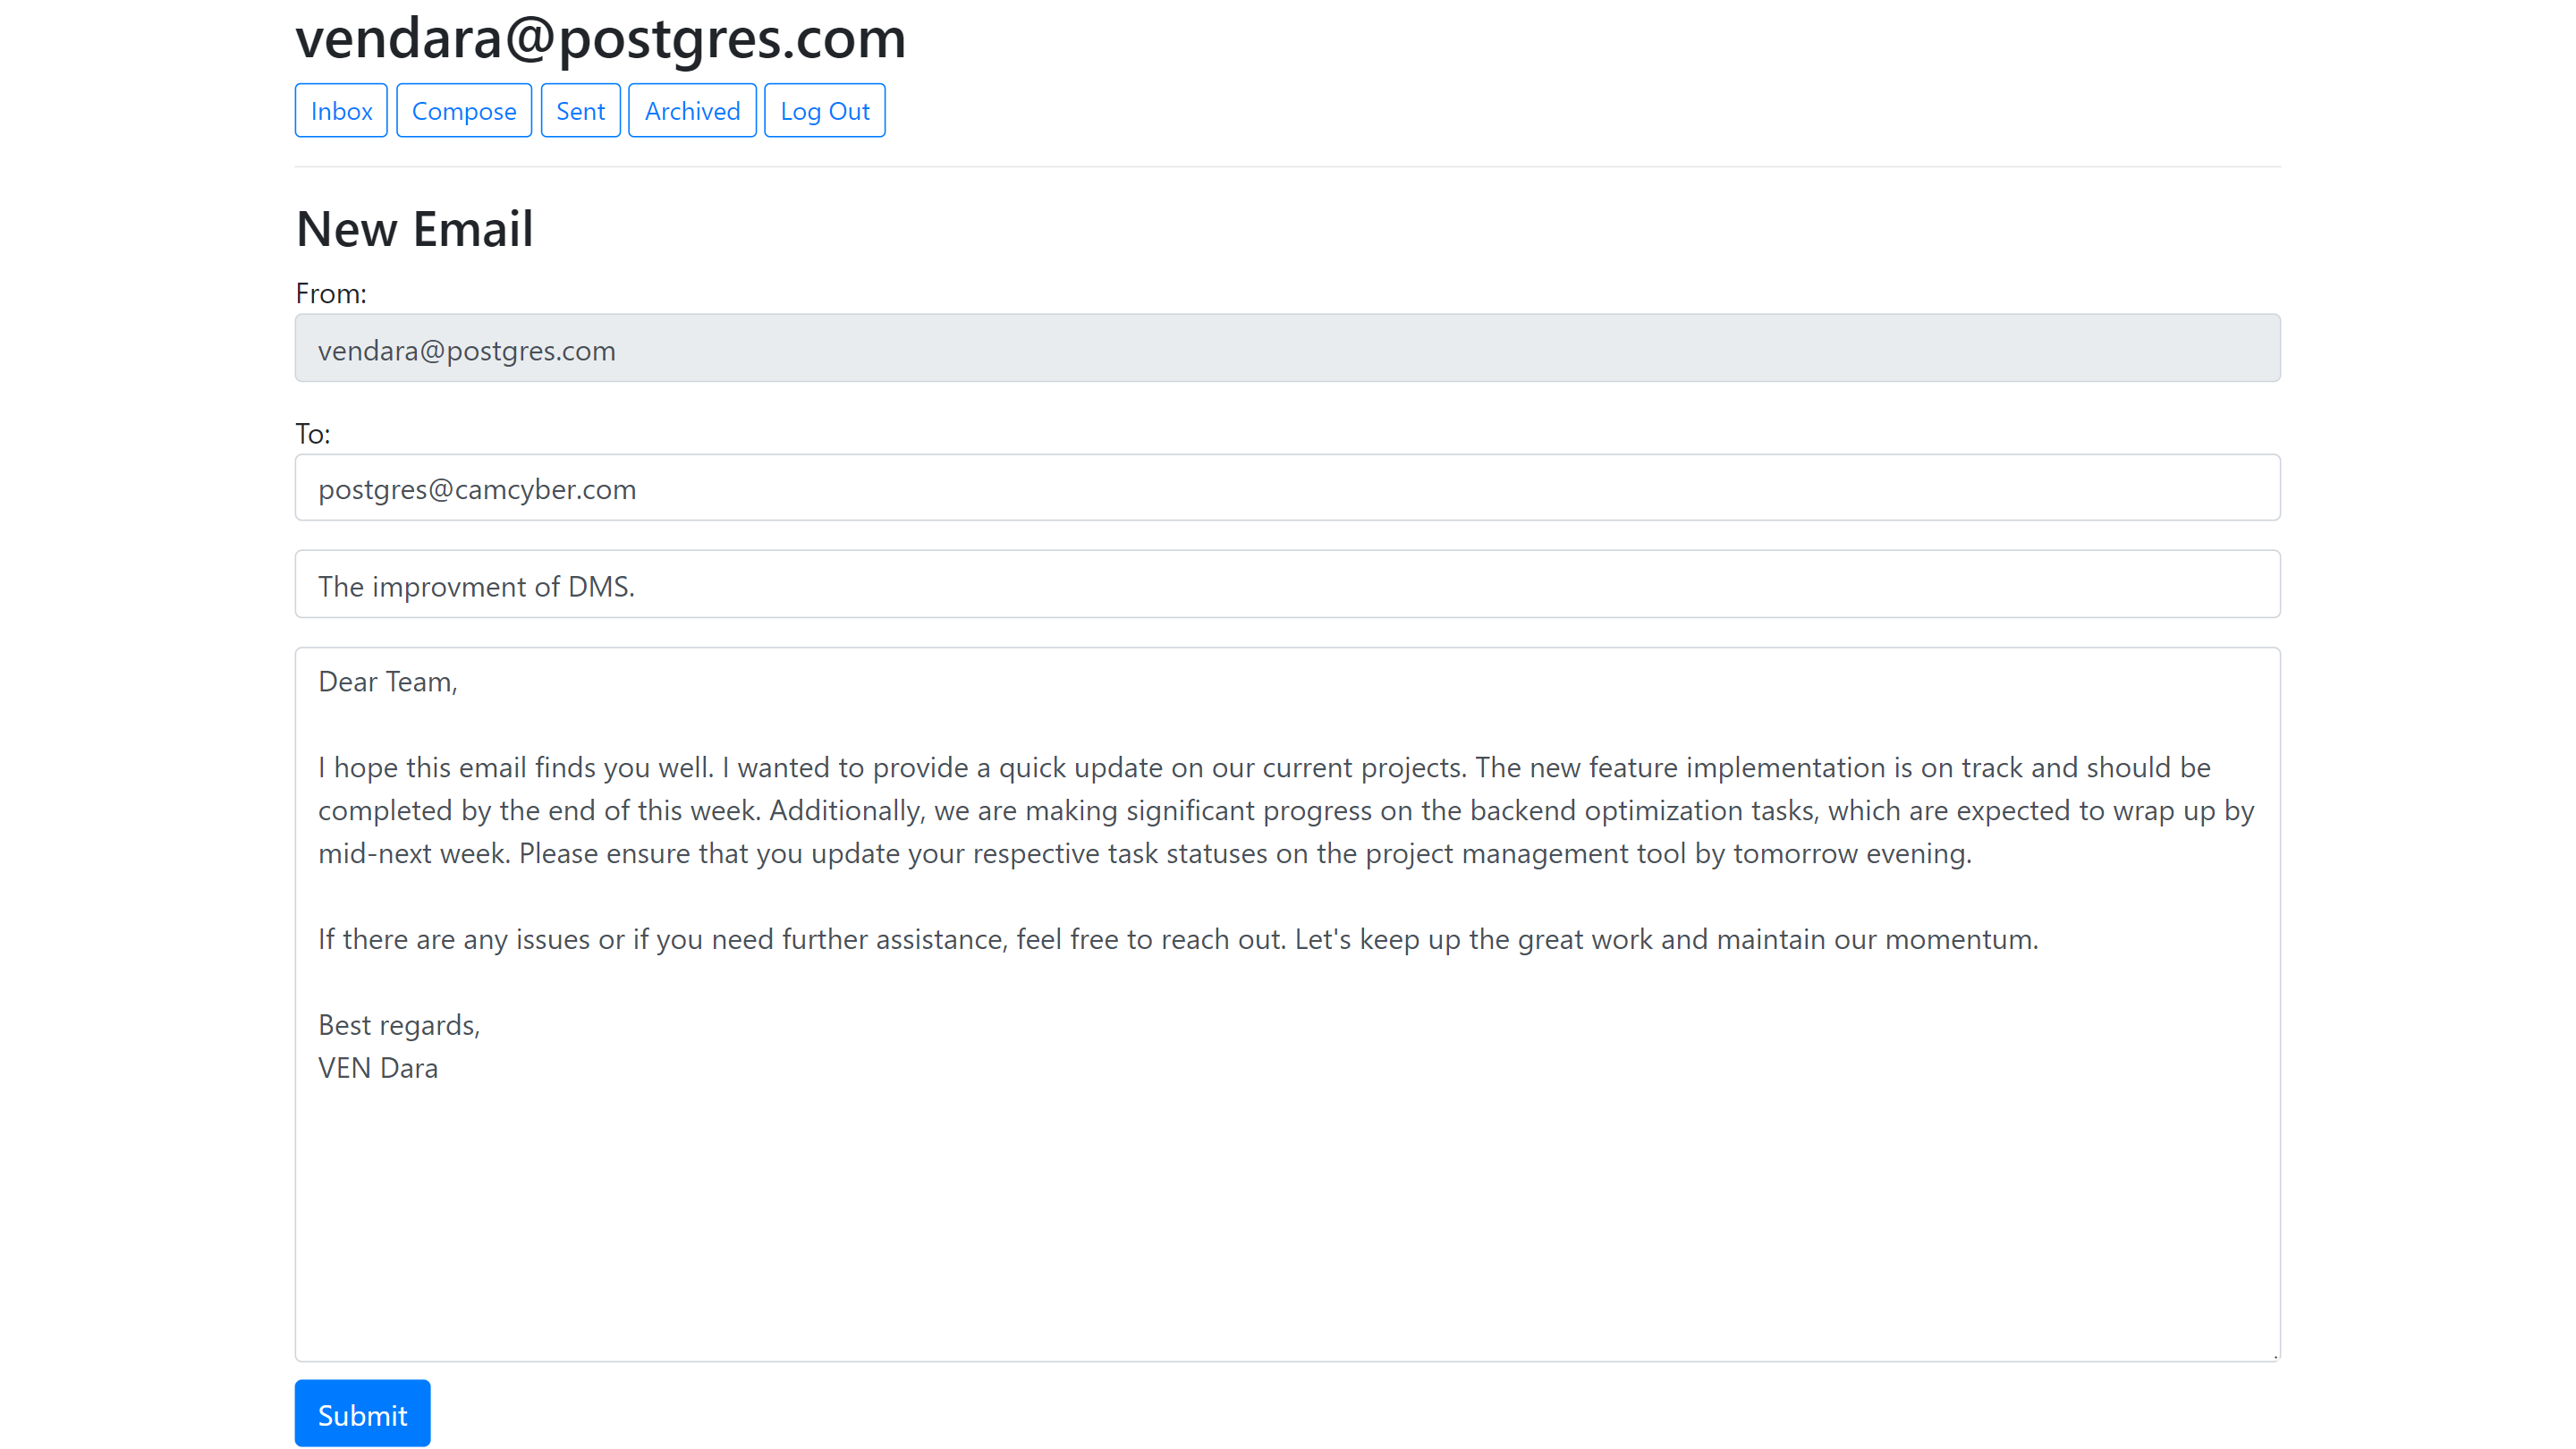 vendara@postgres.com
Inbox Compose Sent Archived Log Out
New Email
From:
vendara@postgres.com
To:
postgres@camcyber.com
The improvment of DMS.
Dear Team,
I hope this email finds you well. I wanted to provide a quick update on our current projects. The new feature implementation is on track and should be
completed by the end of this week. Additionally, we are making significant progress on the backend optimization tasks, which are expected to wrap up by
mid-next week. Please ensure that you update your respective task statuses on the project management tool by tomorrow evening.
If there are any issues or if you need further assistance, feel free to reach out. Let's keep up the great work and maintain our momentum.
Best regards,
VEN Dara
Submit